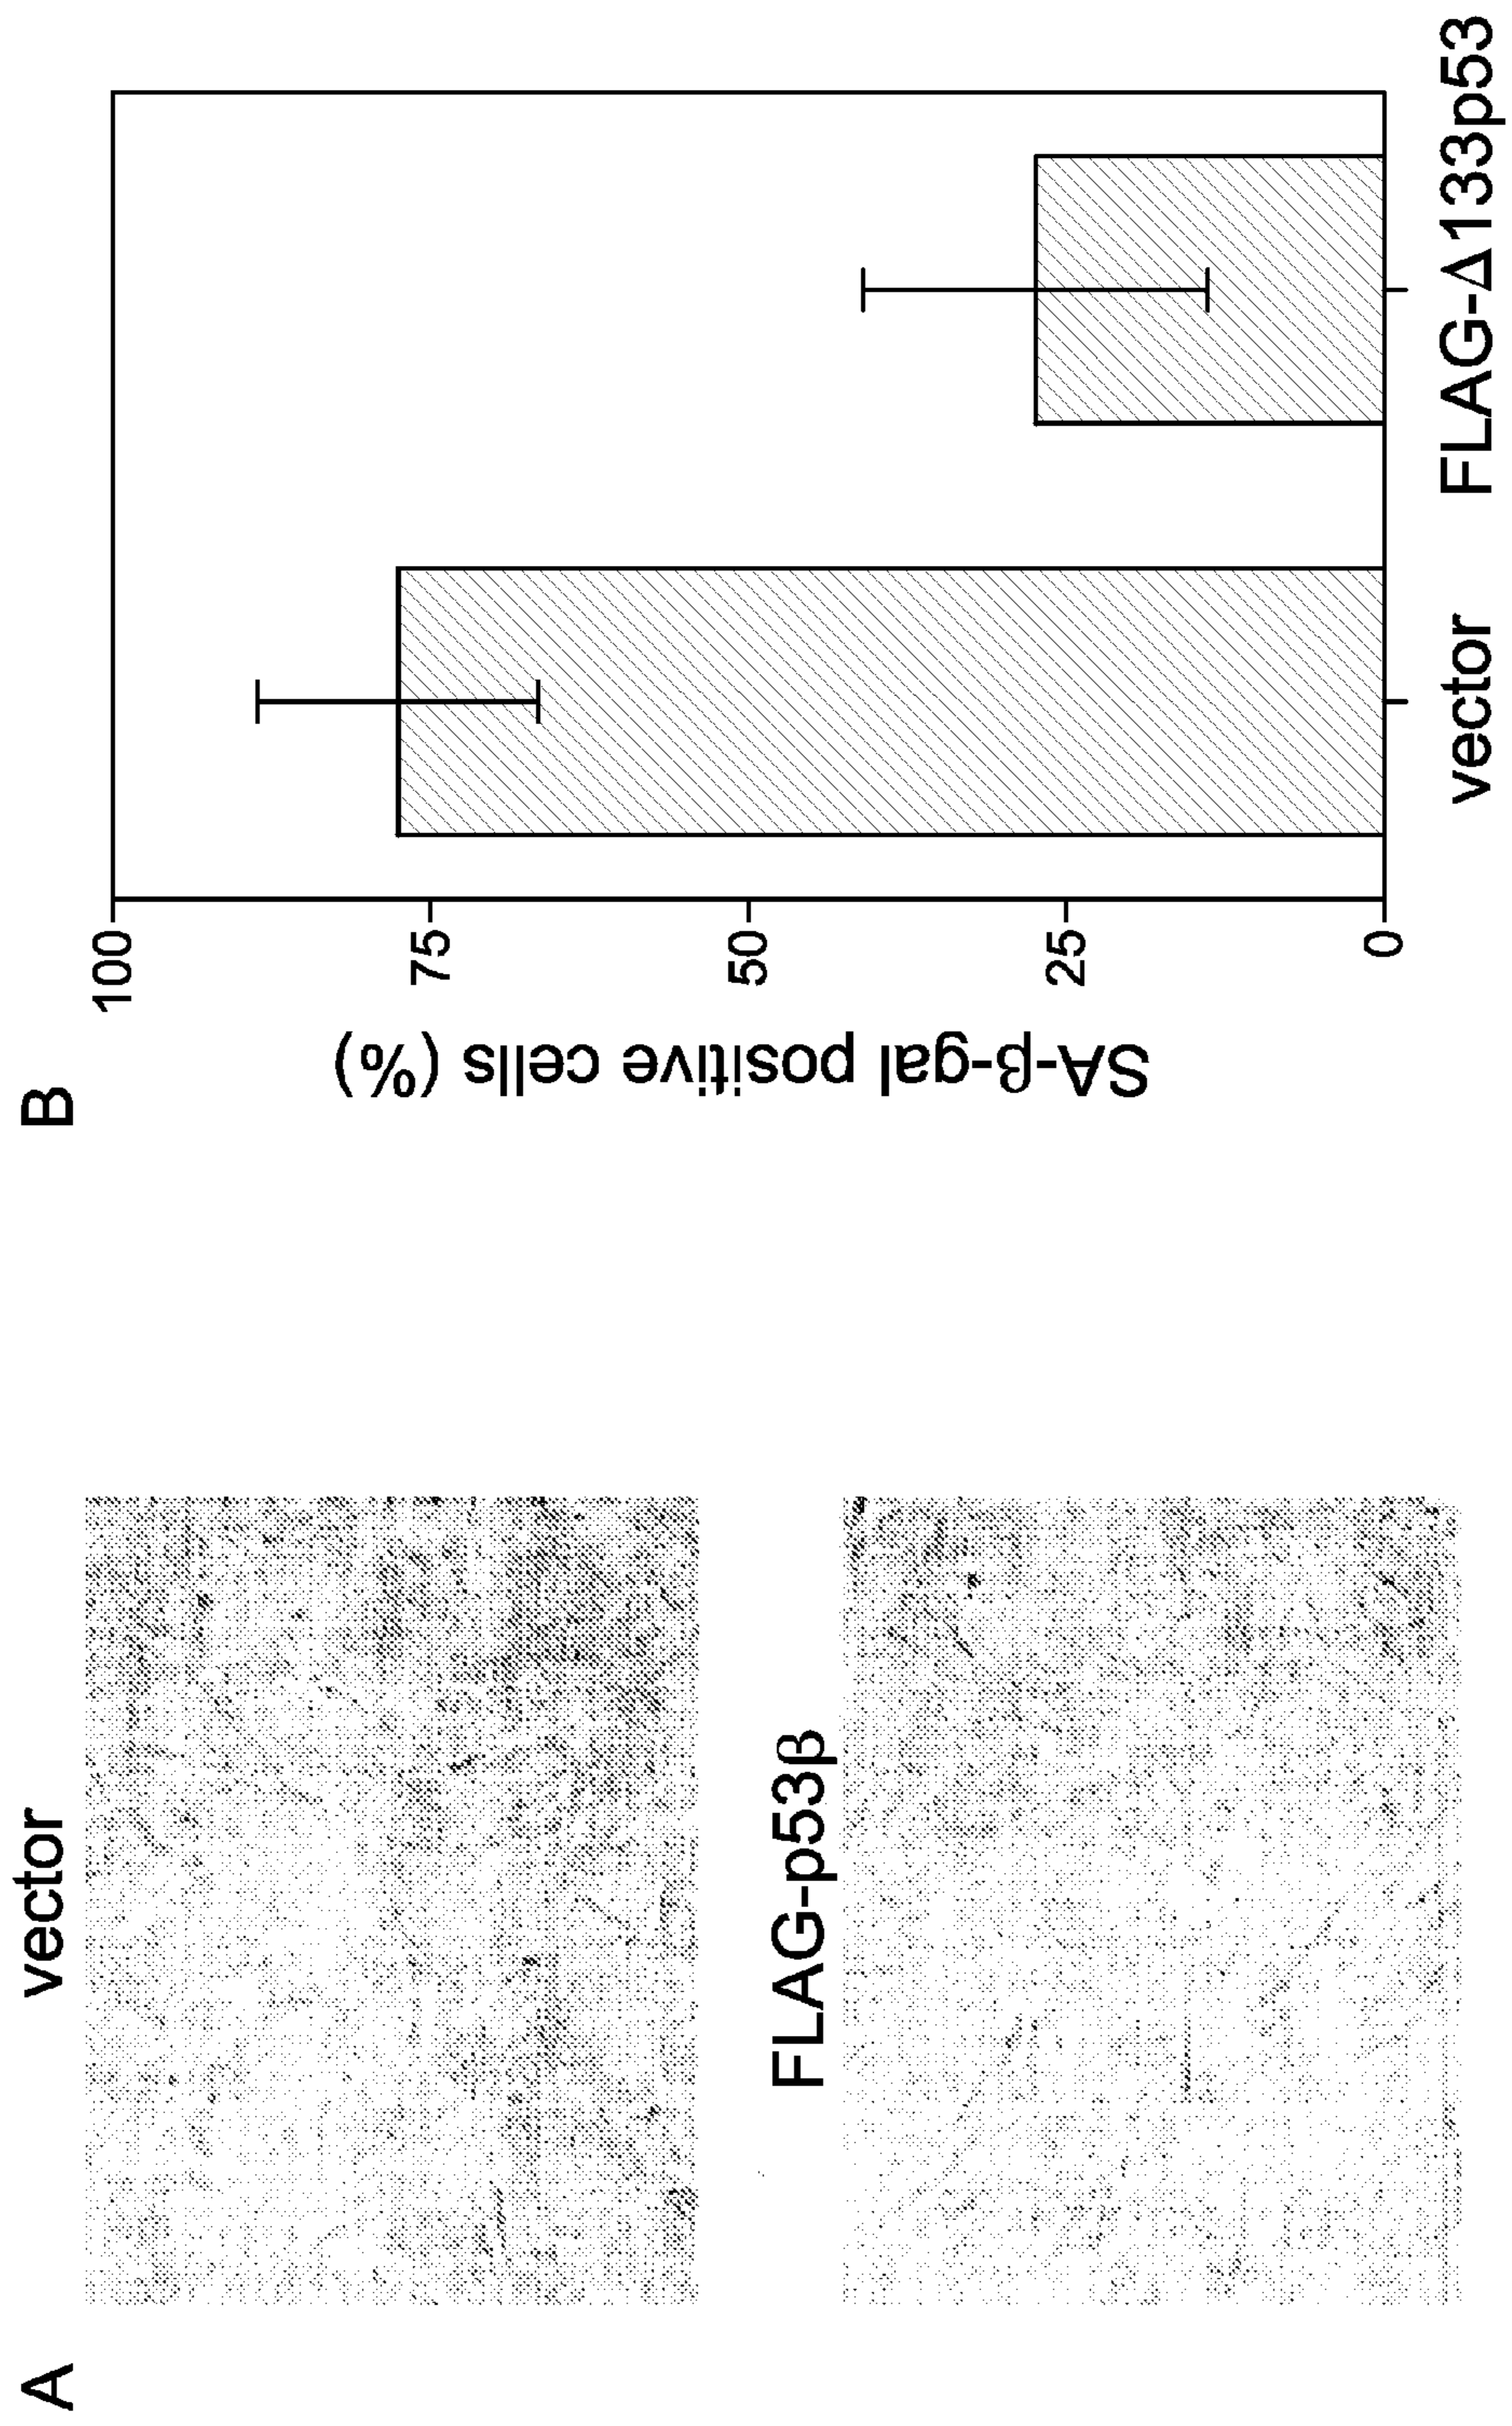 A
vector
FLAG-p53β
B
SA-β-gal positive cells (%)
100
75
50
25
0
vector
FLAG-Δ133p53